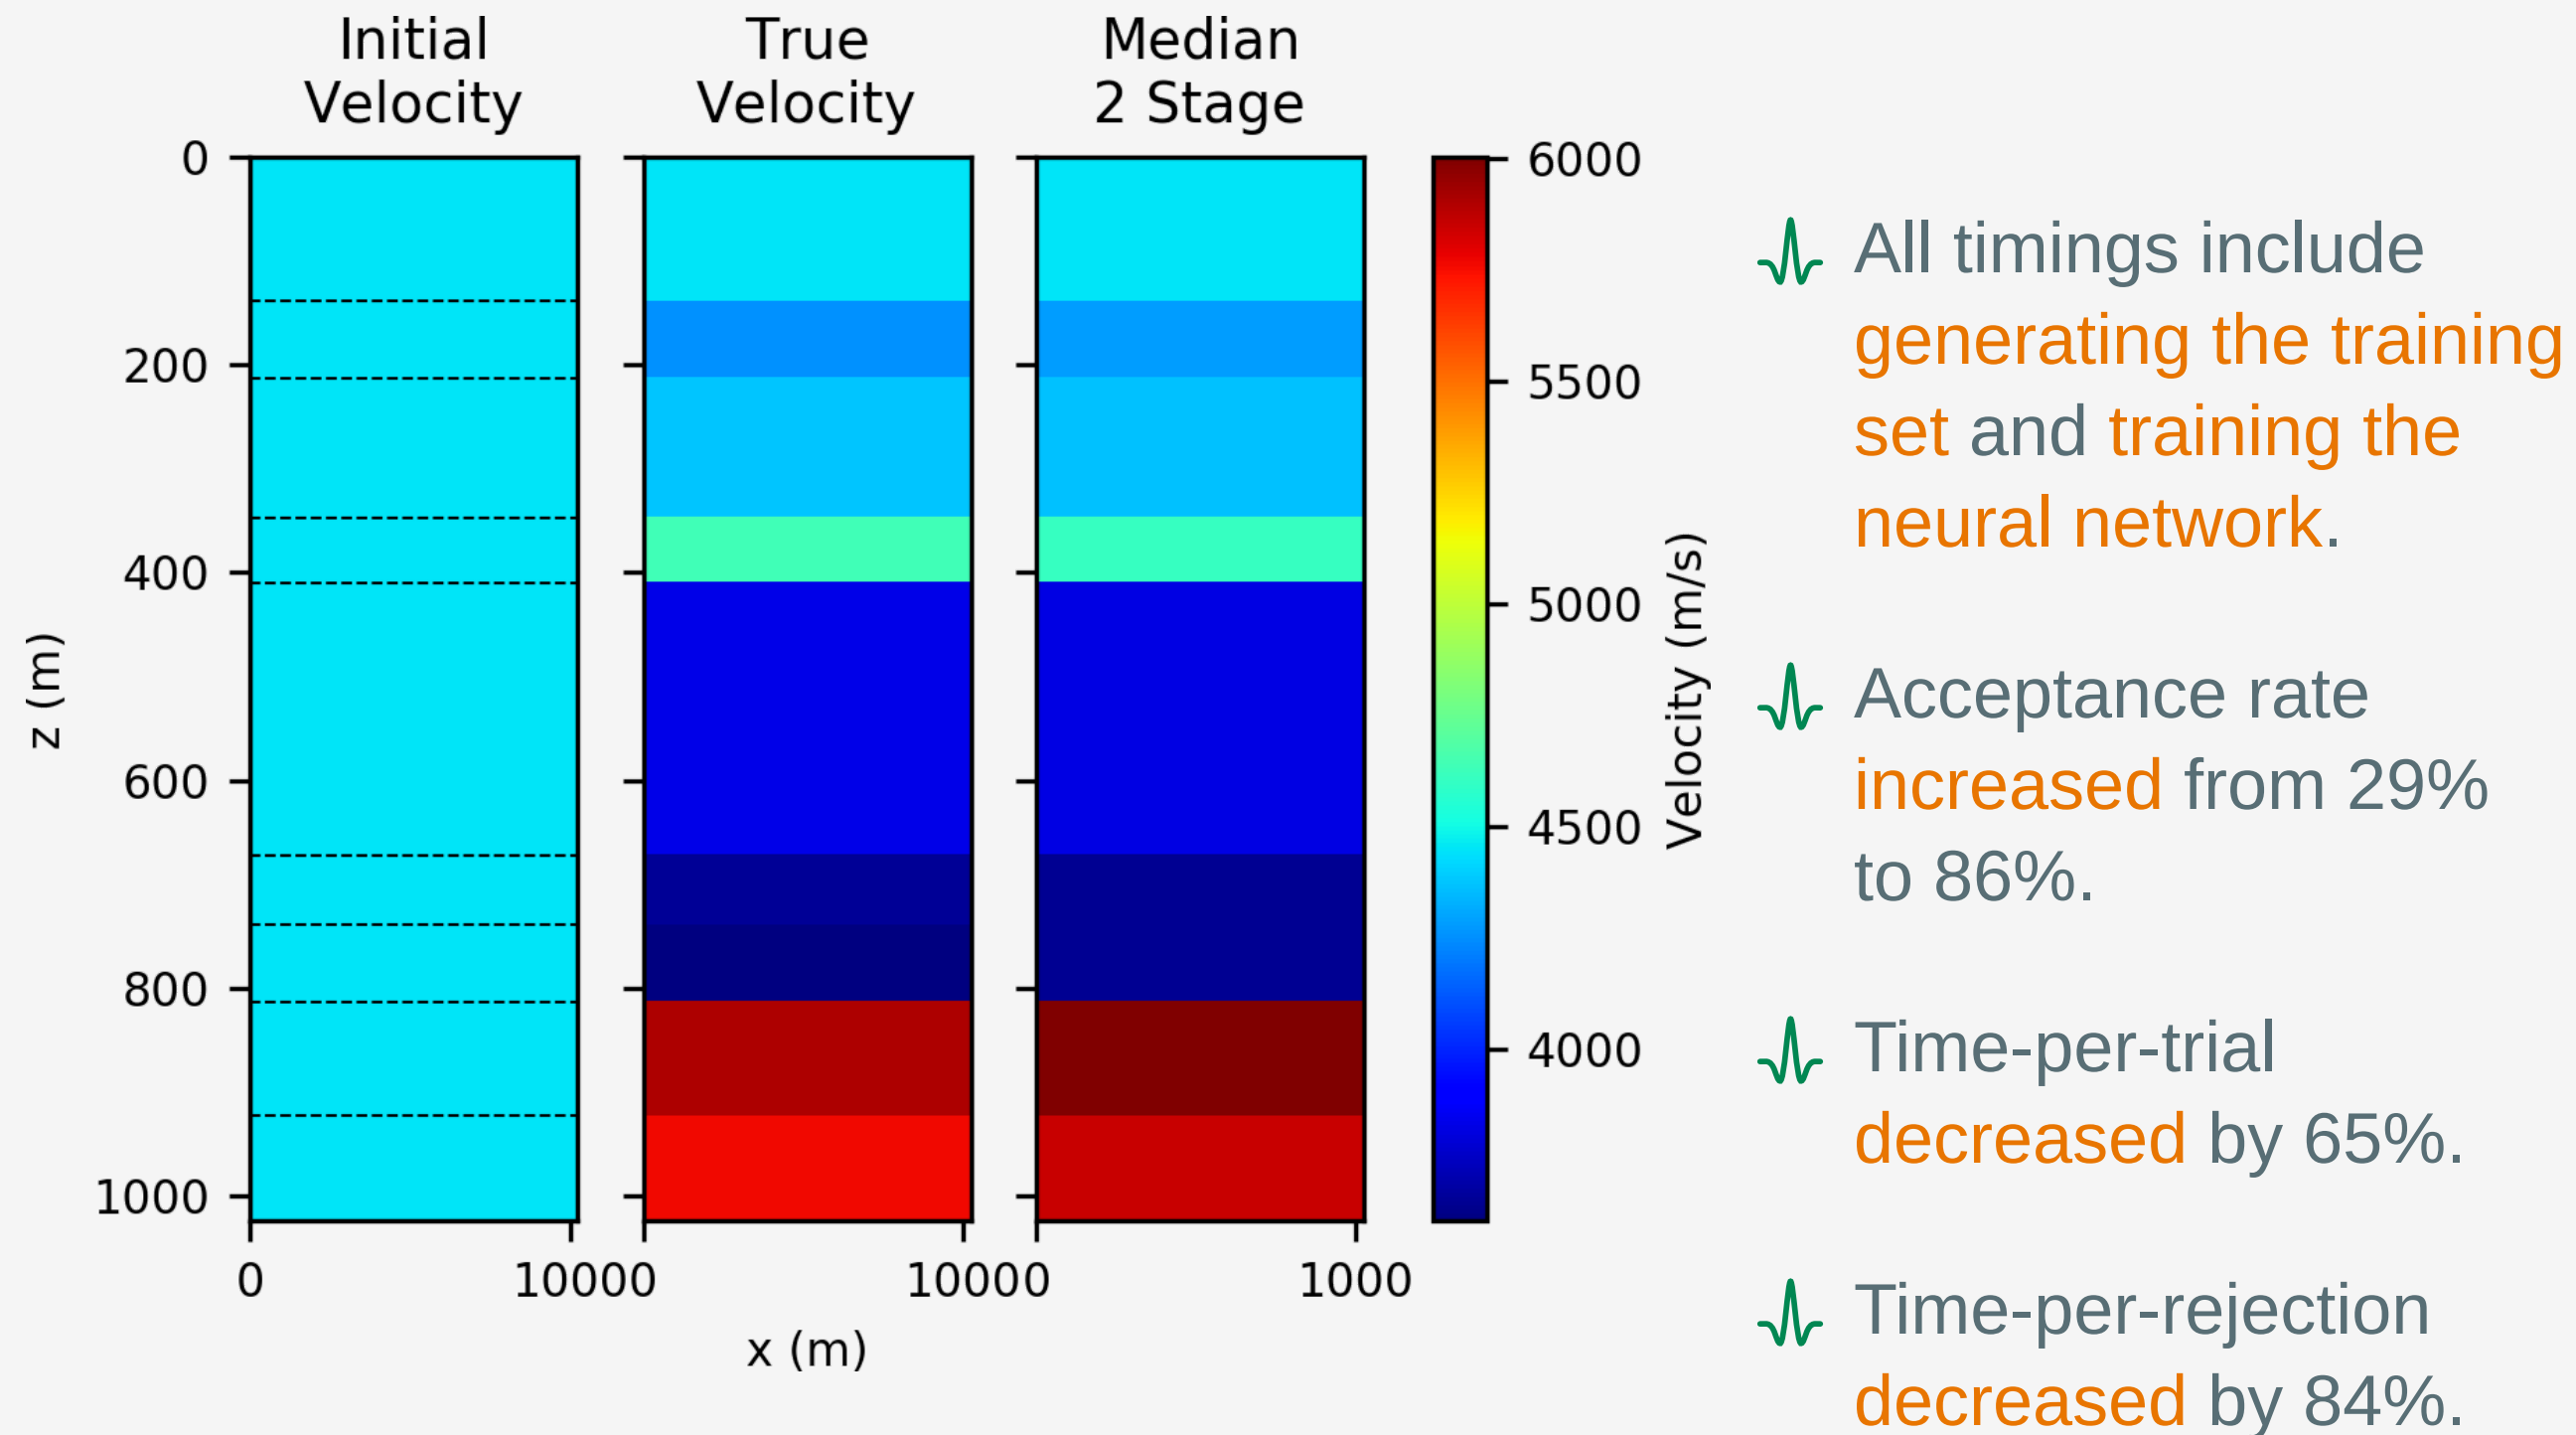 Initial
Velocity
True
Velocity
Median
2 Stage
0
200
400
600
800
1000
z (m)
0
10000
10000
1000
x (m)
6000
5500
5000
4500
4000
Velocity (m/s)
All timings include
generating the training
set and training the
neural network.
Acceptance rate
increased from 29%
to 86%.
Time-per-trial
decreased by 65%.
Time-per-rejection
decreased by 84%.